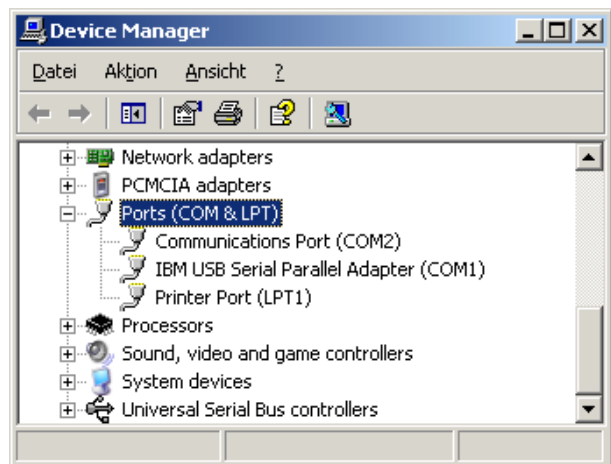 Device Manager
Datei Aktion Ansicht ?
Network adapters
PCMCIA adapters
Ports (COM & LPT)
Communications Port (COM2)
IBM USB Serial Parallel Adapter (COM1)
Printer Port (LPT1)
Processors
Sound, video and game controllers
System devices
Universal Serial Bus controllers